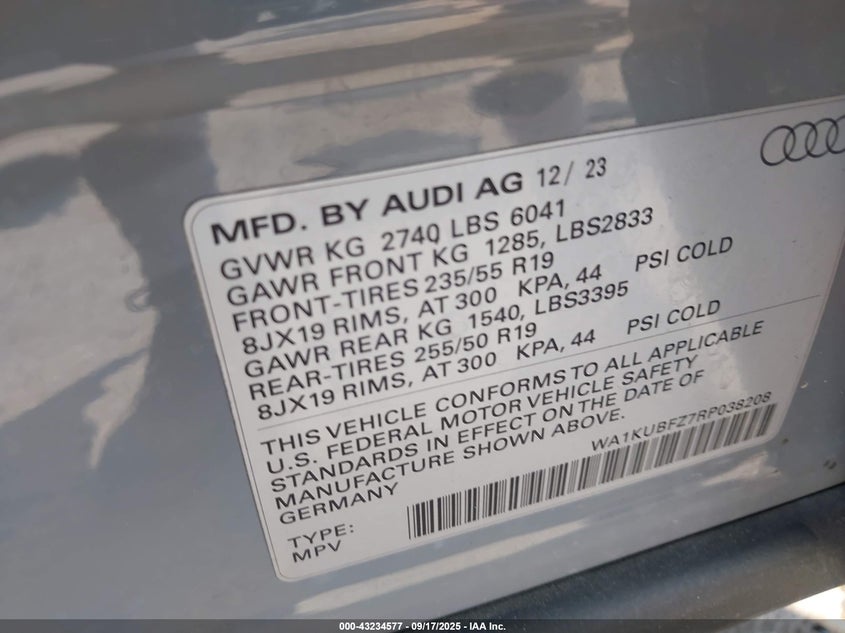 MFD. BY AUDI AG 12/ 23
GVWR KG 2740 LBS 6041
GAWR FRONT KG 1285, LBS2833
FRONT-TIRES 235/55 R19
8JX19 RIMS, AT 300 KPA, 44 PSI COLD
GAWR REAR KG 1540, LBS3395
REAR-TIRES 255/50 R19
8JX19 RIMS, AT 300 KPA, 44 PSI COLD
THIS VEHICLE CONFORMS TO ALL APPLICABLE
U.S. FEDERAL MOTOR VEHICLE SAFETY
STANDARDS IN EFFECT ON THE DATE OF
MANUFACTURE SHOWN ABOVE.
GERMANY
WA1KUBFZ7RP038208
TYPE:
MPV
000-43234577 - 09/17/2025 - IAA Inc.